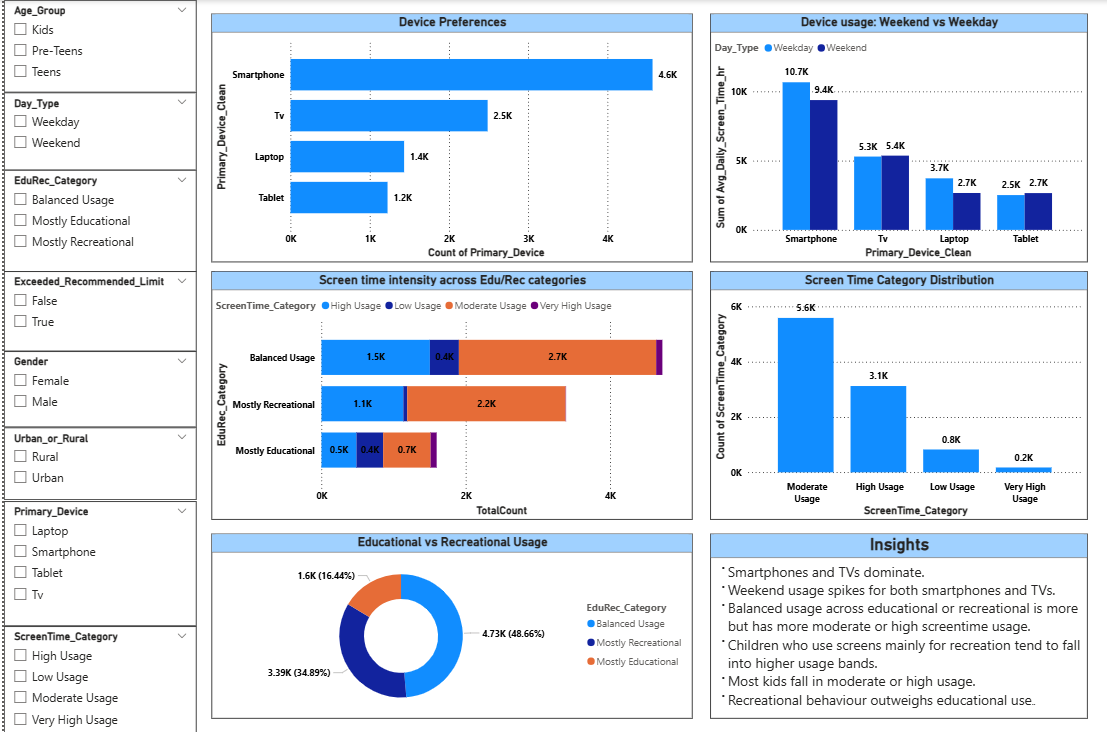 Age_Group
Kids
Pre-Teens
Teens
Day_Type
Weekday
Weekend
EduRec_Category
Balanced Usage
Mostly Educational
Mostly Recreational
Exceeded_Recommended_Limit
False
True
Gender
Female
Male
Urban_or_Rural
Rural
Urban
Primary_Device
Laptop
Smartphone
Tablet
Tv
ScreenTime_Category
High Usage
Low Usage
Moderate Usage
Very High Usage
Device Preferences
Primary_Device_Clean
Smartphone
4.6K
Tv
2.5K
Laptop
1.4K
Tablet
1.2K
0K 1K 2K 3K 4K
Count of Primary_Device
Device usage: Weekend vs Weekday
Day_Type Weekday Weekend
Sum of Avg_Daily_Screen_Time_hr
10K
5K
0K
10.7K 9.4K
5.3K 5.4K
3.7K 2.7K
2.5K 2.7K
Smartphone Tv Laptop Tablet
Primary_Device_Clean
Screen time intensity across Edu/Rec categories
ScreenTime_Category High Usage Low Usage Moderate Usage Very High Usage
EduRec_Category
Balanced Usage 1.5K 0.4K 2.7K
Mostly Recreational 1.1K 2.2K
Mostly Educational 0.5K 0.4K 0.7K
0K 2K 4K
TotalCount
Screen Time Category Distribution
Count of ScreenTime_Category
6K
4K
2K
0K
5.6K
3.1K
0.8K
0.2K
Moderate
Usage
High Usage
Low Usage
Very High
Usage
ScreenTime_Category
Educational vs Recreational Usage
1.6K (16.44%)
4.73K (48.66%)
3.39K (34.89%)
EduRec_Category
Balanced Usage
Mostly Recreational
Mostly Educational
Insights
• Smartphones and TVs dominate.
• Weekend usage spikes for both smartphones and TVs.
• Balanced usage across educational or recreational is more
but has more moderate or high screentime usage.
• Children who use screens mainly for recreation tend to fall
into higher usage bands.
• Most kids fall in moderate or high usage.
• Recreational behaviour outweighs educational use..